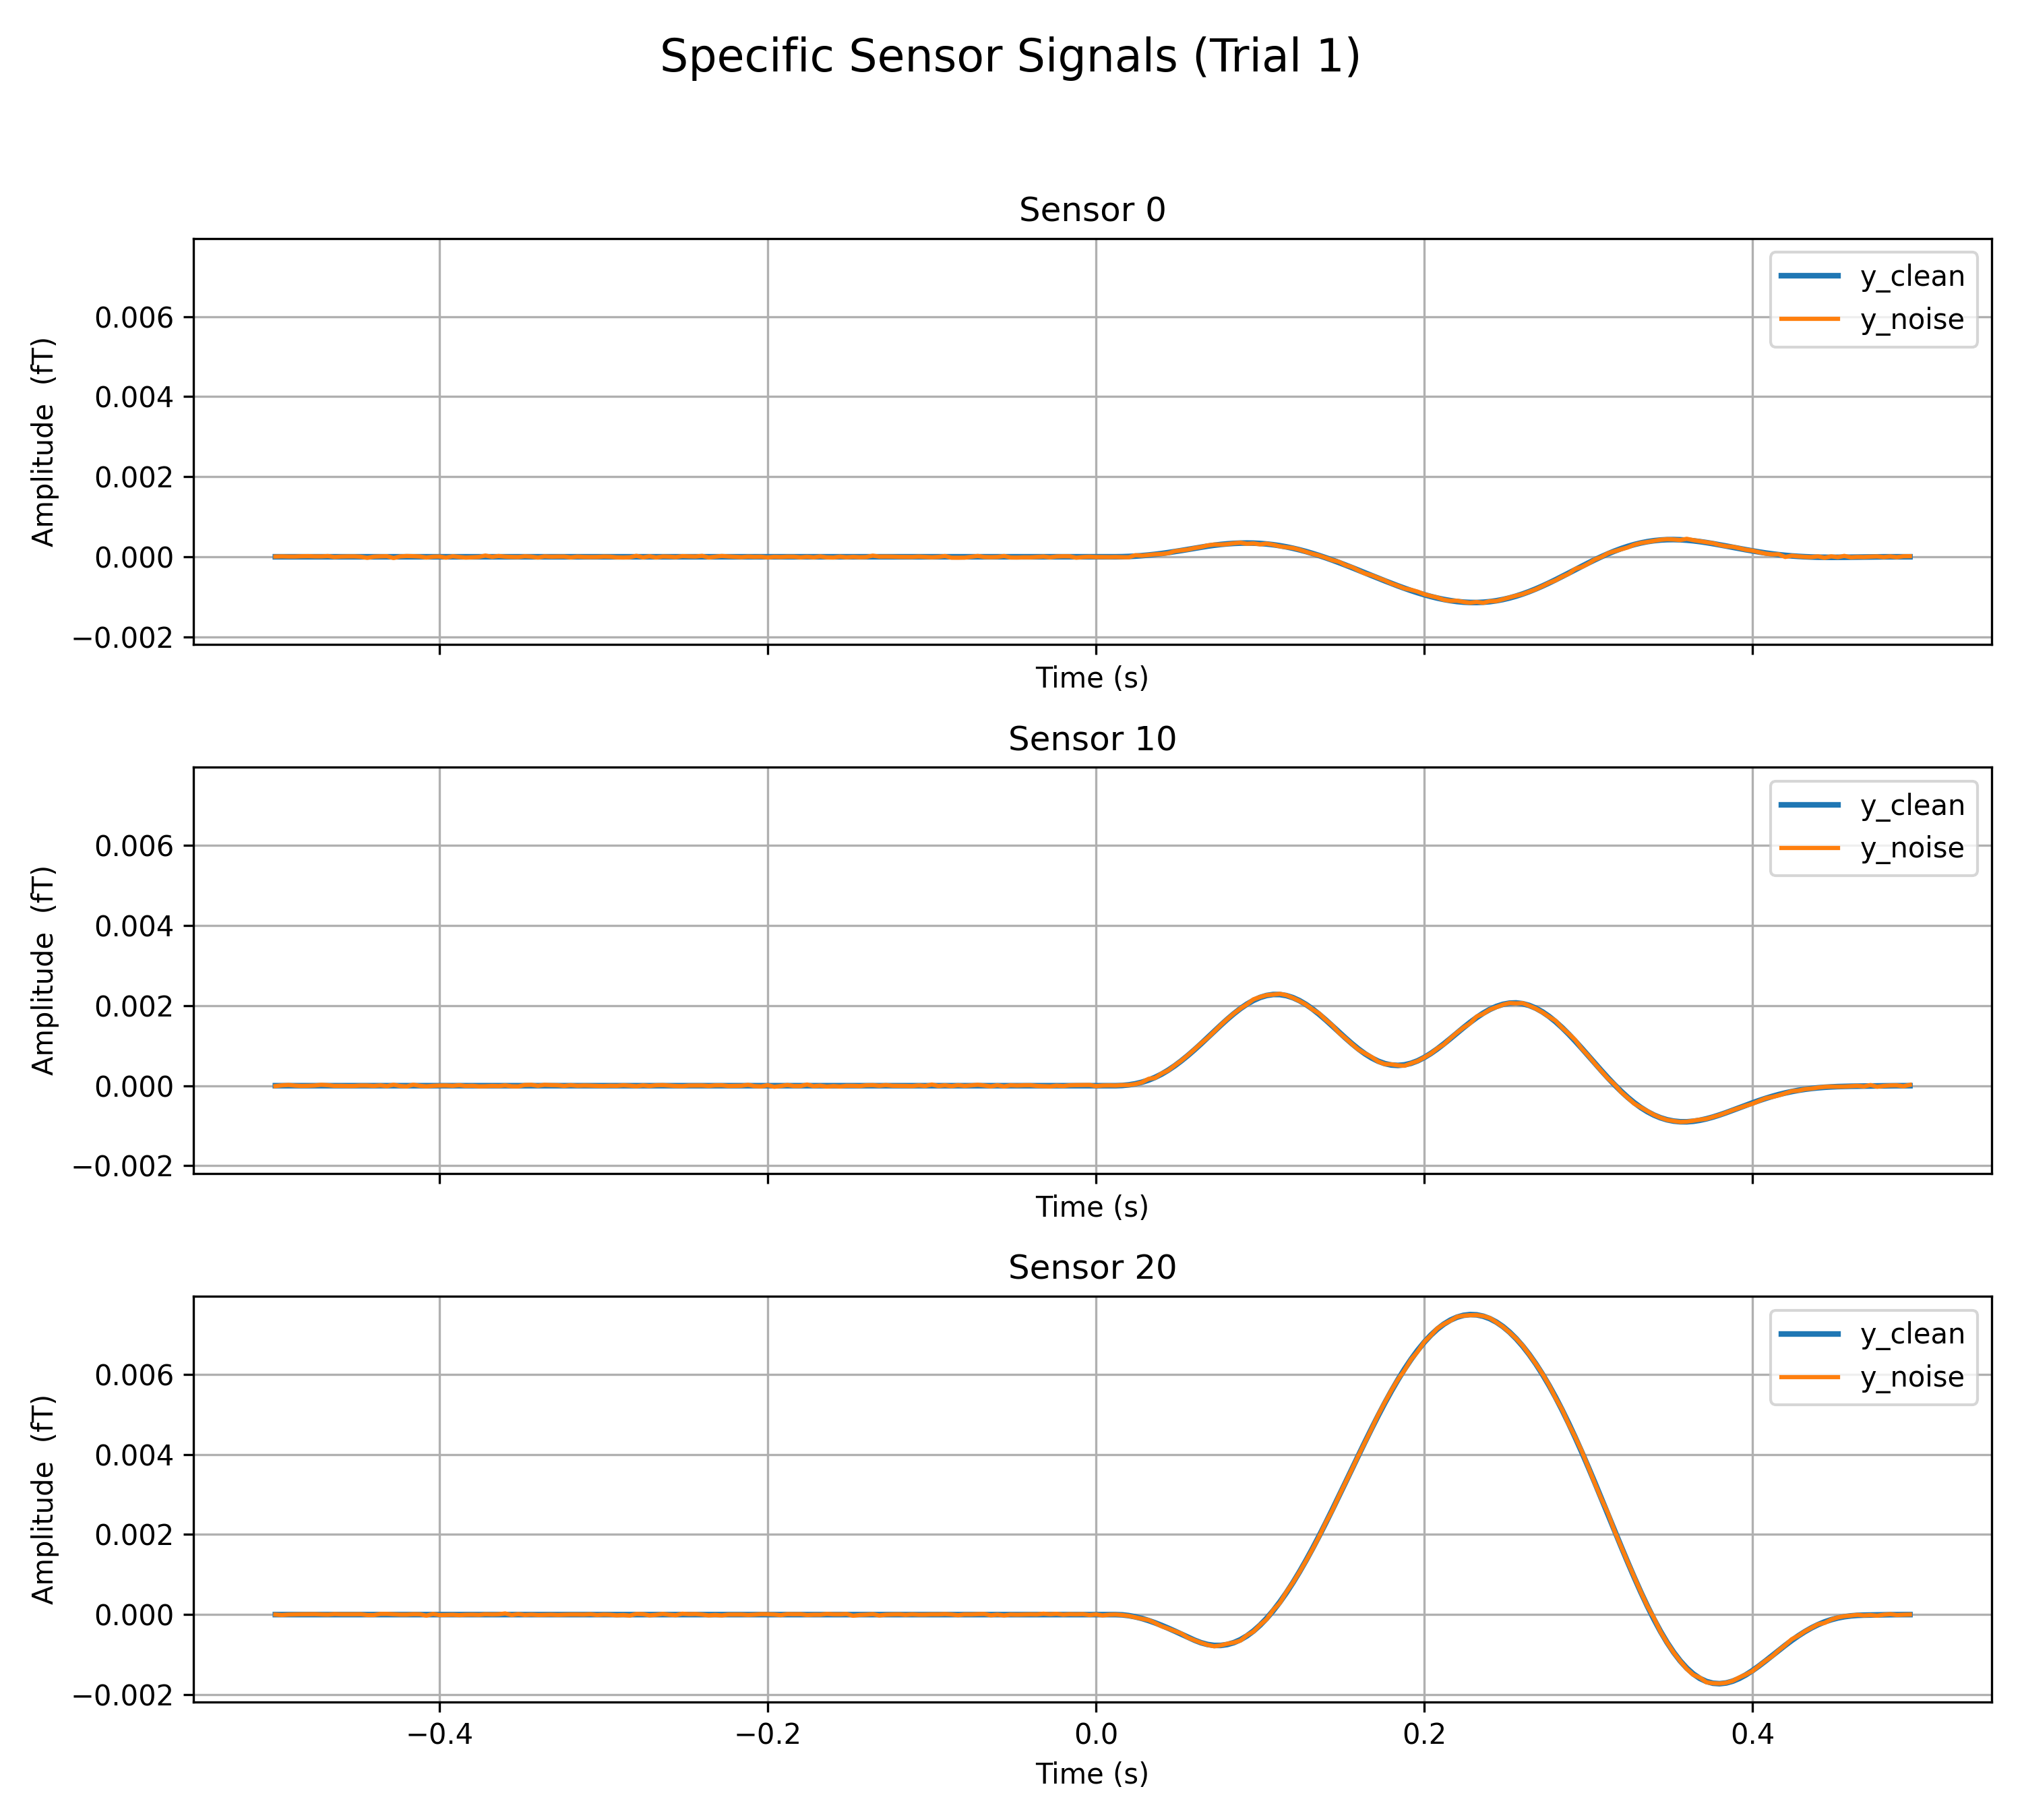 Specific Sensor Signals (Trial 1)
Sensor 0
y_clean
y_noise
0.006
0.004
0.002
0.000
−0.002
Amplitude  (fT)
Time (s)
Sensor 10
y_clean
y_noise
0.006
0.004
0.002
0.000
−0.002
Amplitude  (fT)
Time (s)
Sensor 20
y_clean
y_noise
0.006
0.004
0.002
0.000
−0.002
Amplitude  (fT)
−0.4 −0.2 0.0 0.2 0.4
Time (s)